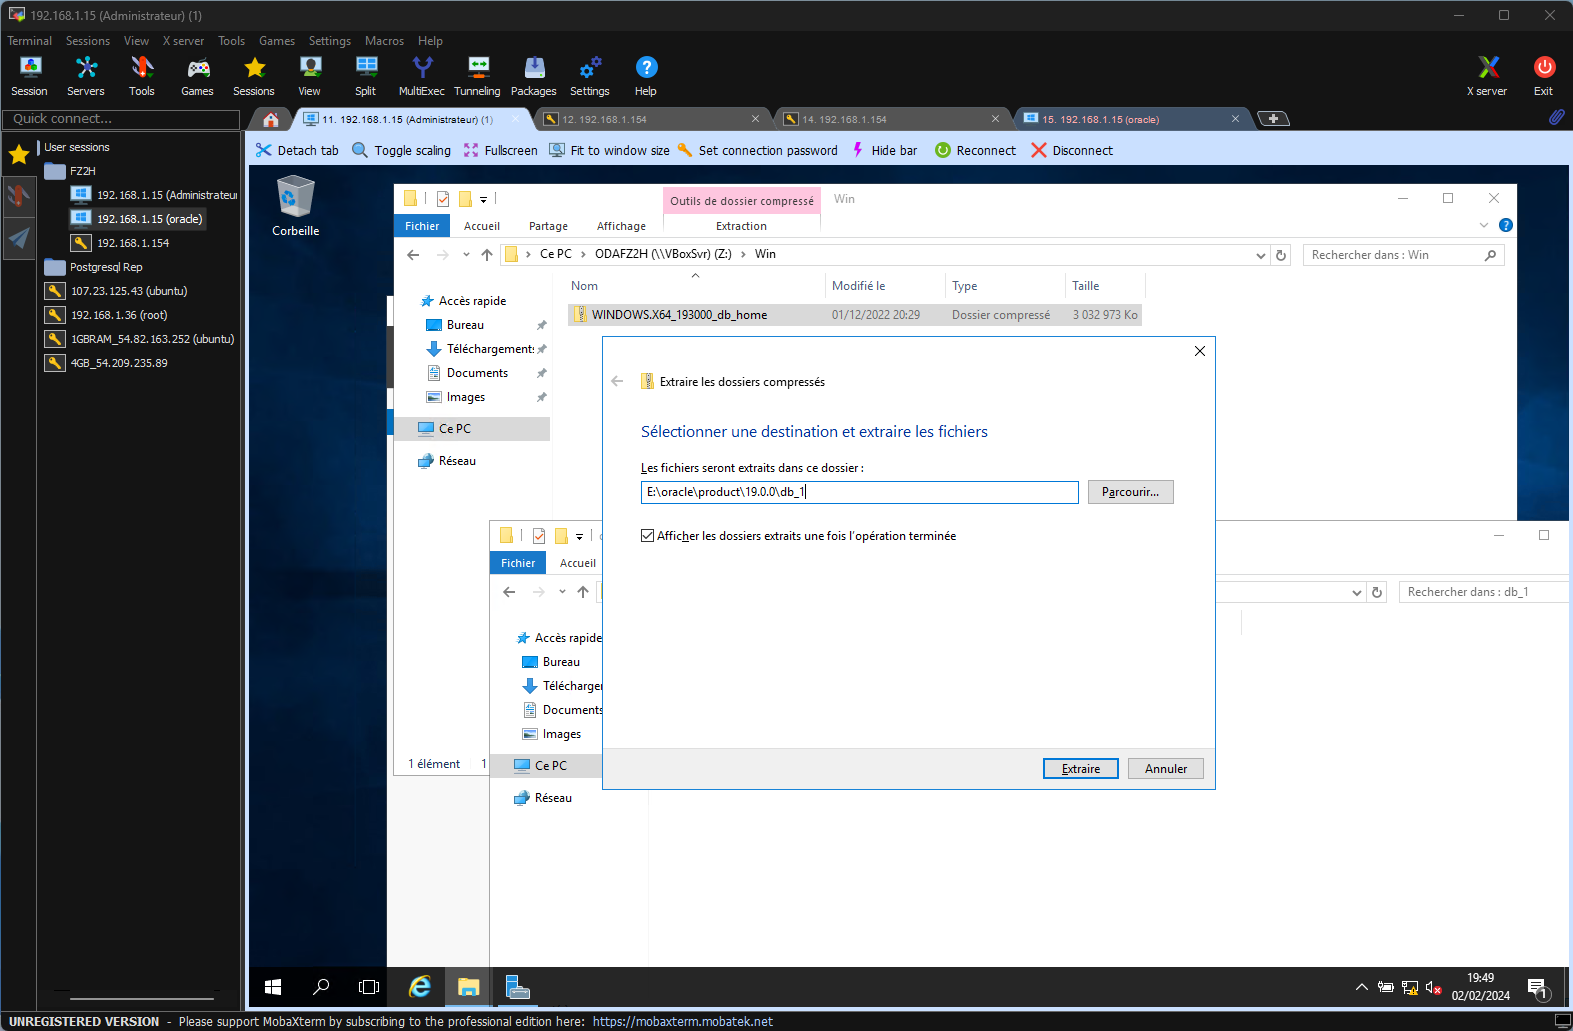 192.168.1.15 (Administrateur) (1)
Terminal Sessions View X server Tools Games Settings Macros Help
Session Servers Tools Games Sessions View Split MultiExec Tunneling Packages Settings Help X server Exit
Quick connect...
11. 192.168.1.15 (Administrateur) (1)
12. 192.168.1.154
14. 192.168.1.154
15. 192.168.1.15 (oracle)
Detach tab Toggle scaling Fullscreen Fit to window size Set connection password Hide bar Reconnect Disconnect
User sessions
FZ2H
192.168.1.15 (Administrateur
192.168.1.15 (oracle)
192.168.1.154
Postgresql Rep
107.23.125.43 (ubuntu)
192.168.1.36 (root)
1GBRAM_54.82.163.252 (ubuntu)
4GB_54.209.235.89
Corbeille
Outils de dossier compressé Win
Fichier Accueil Partage Affichage Extraction
Ce PC ODAFZ2H (\\VBoxSvr) (Z:) Win
Rechercher dans : Win
Nom Modifié le Type Taille
WINDOWS.X64_193000_db_home 01/12/2022 20:29 Dossier compressé 3 032 973 Ko
Accès rapide
Bureau
Téléchargements
Documents
Images
Ce PC
Réseau
1 élément 1
Extraire les dossiers compressés
Sélectionner une destination et extraire les fichiers
Les fichiers seront extraits dans ce dossier :
E:\oracle\product\19.0.0\db_1
Parcourir...
Afficher les dossiers extraits une fois l'opération terminée
Extraire Annuler
Fichier Accueil
Rechercher dans : db_1
Accès rapide
Bureau
Télécharge
Documents
Images
Ce PC
Réseau
19:49
02/02/2024
1
UNREGISTERED VERSION - Please support MobaXterm by subscribing to the professional edition here: https://mobaxterm.mobatek.net